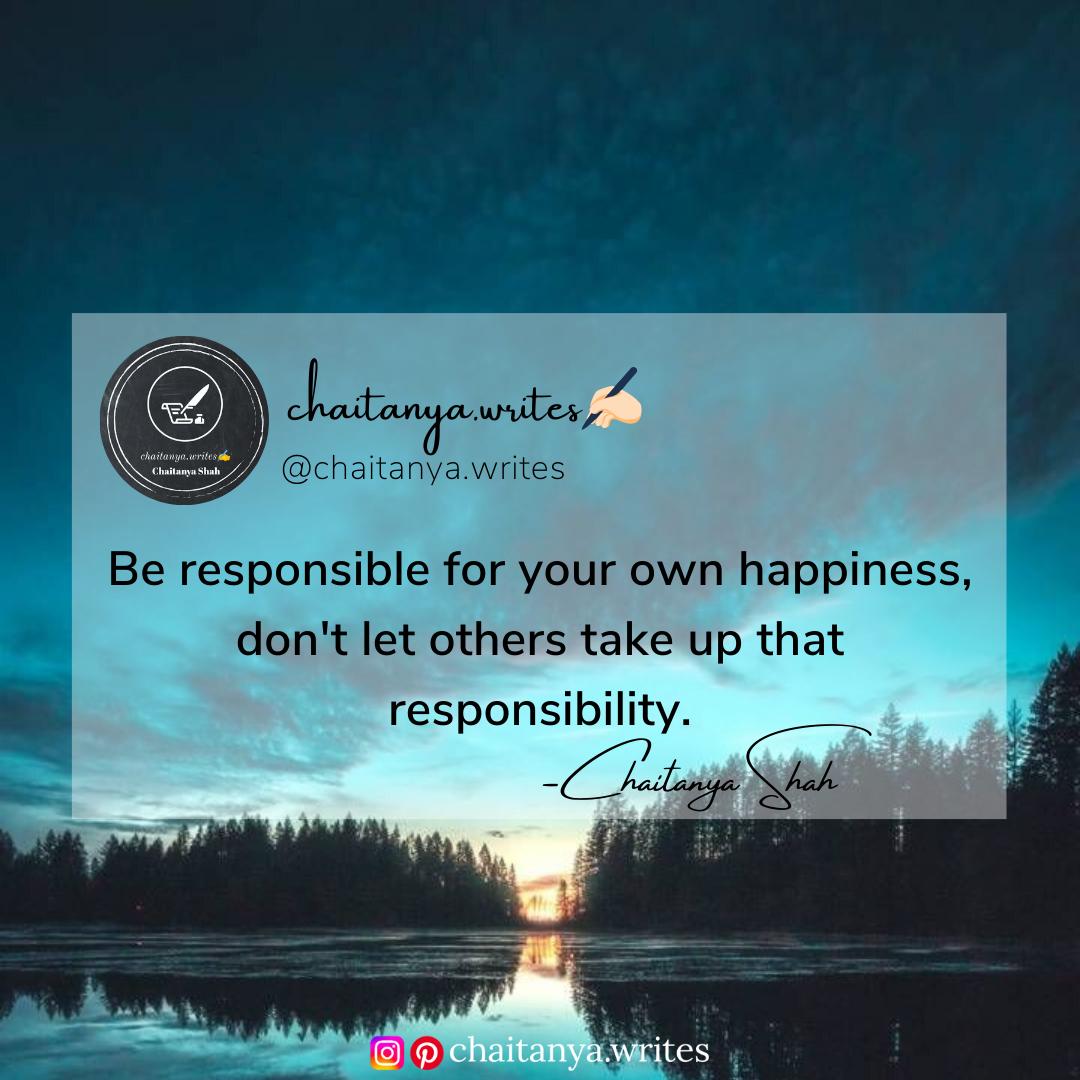 chaitanya.writes✍🏻
@chaitanya.writes
chaitanya.writes✍
Chaitanya Shah
Be responsible for your own happiness,
don't let others take up that
responsibility.
-Chaitanya Shah
chaitanya.writes